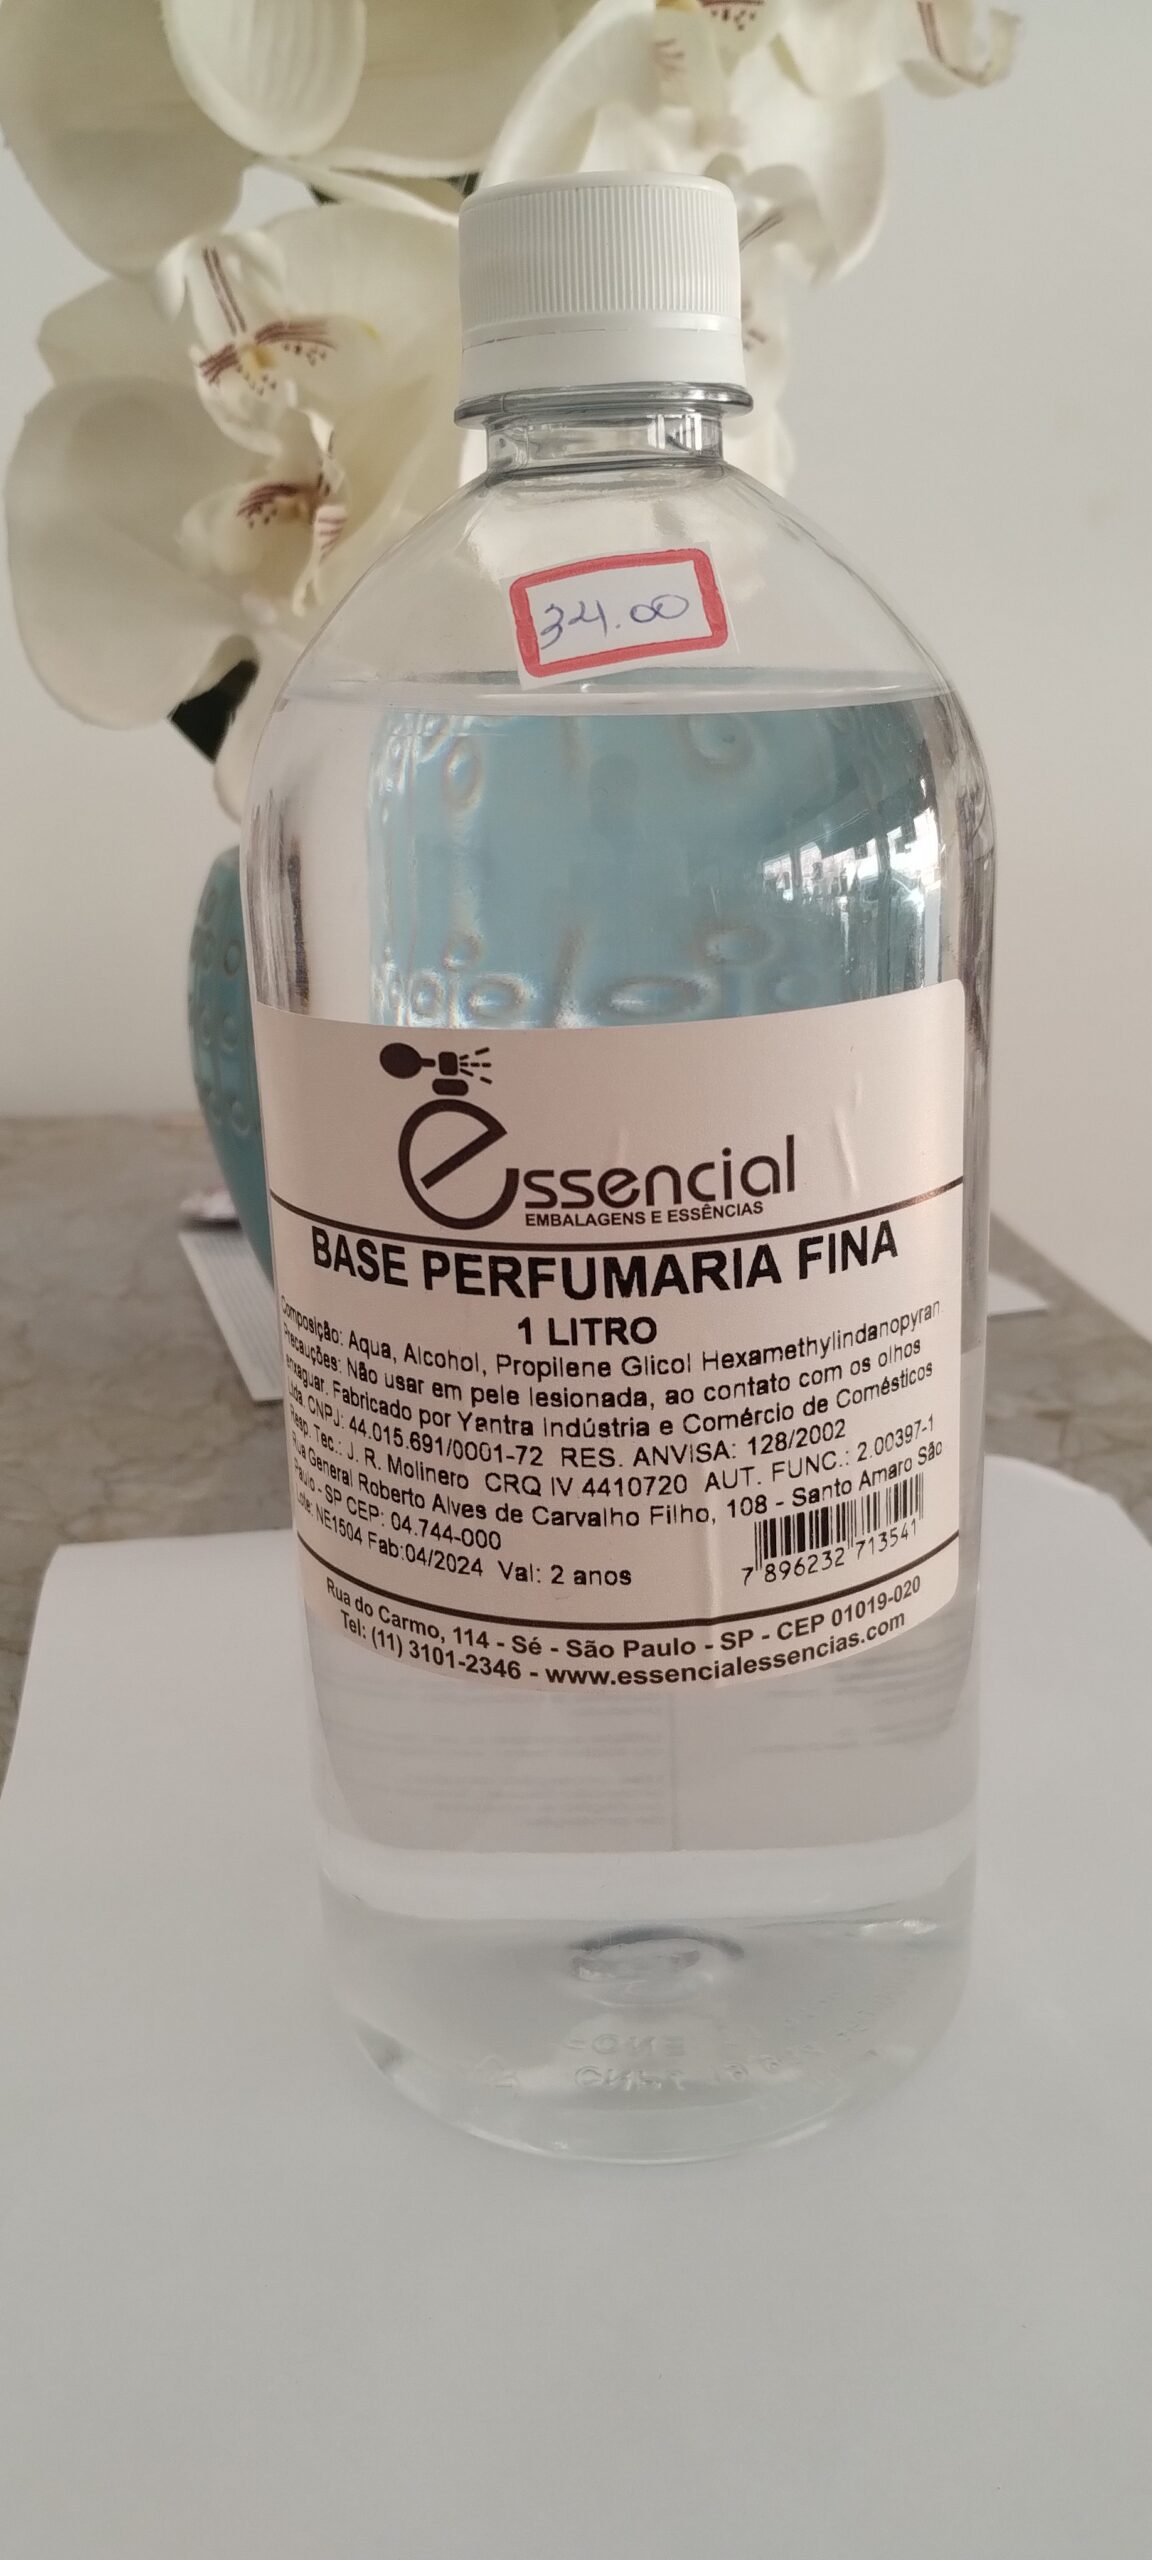 34.00
essencial
EMBALAGENS E ESSÊNCIAS
BASE PERFUMARIA FINA
1 LITRO
Composição: Aqua, Alcohol, Propilene Glicol Hexamethylindanopyran
Precauções: Não usar em pele lesionada, ao contato com os olhos
enxaguar. Fabricado por Yantra Indústria e Comércio de Comésticos
Ltda. CNPJ: 44.015.691/0001-72 RES. ANVISA: 128/2002
Resp. Tec.: J. R. Molinero CRQ IV 4410720 AUT. FUNC.: 2.00397-1
Rua General Roberto Alves de Carvalho Filho, 108 - Santo Amaro São
Paulo - SP CEP: 04.744-000
Lote: NE1504 Fab:04/2024 Val: 2 anos
7 896232 713541
Rua do Carmo, 114 - Sé - São Paulo - SP - CEP 01019-020
Tel: (11) 3101-2346 - www.essencialessencias.com